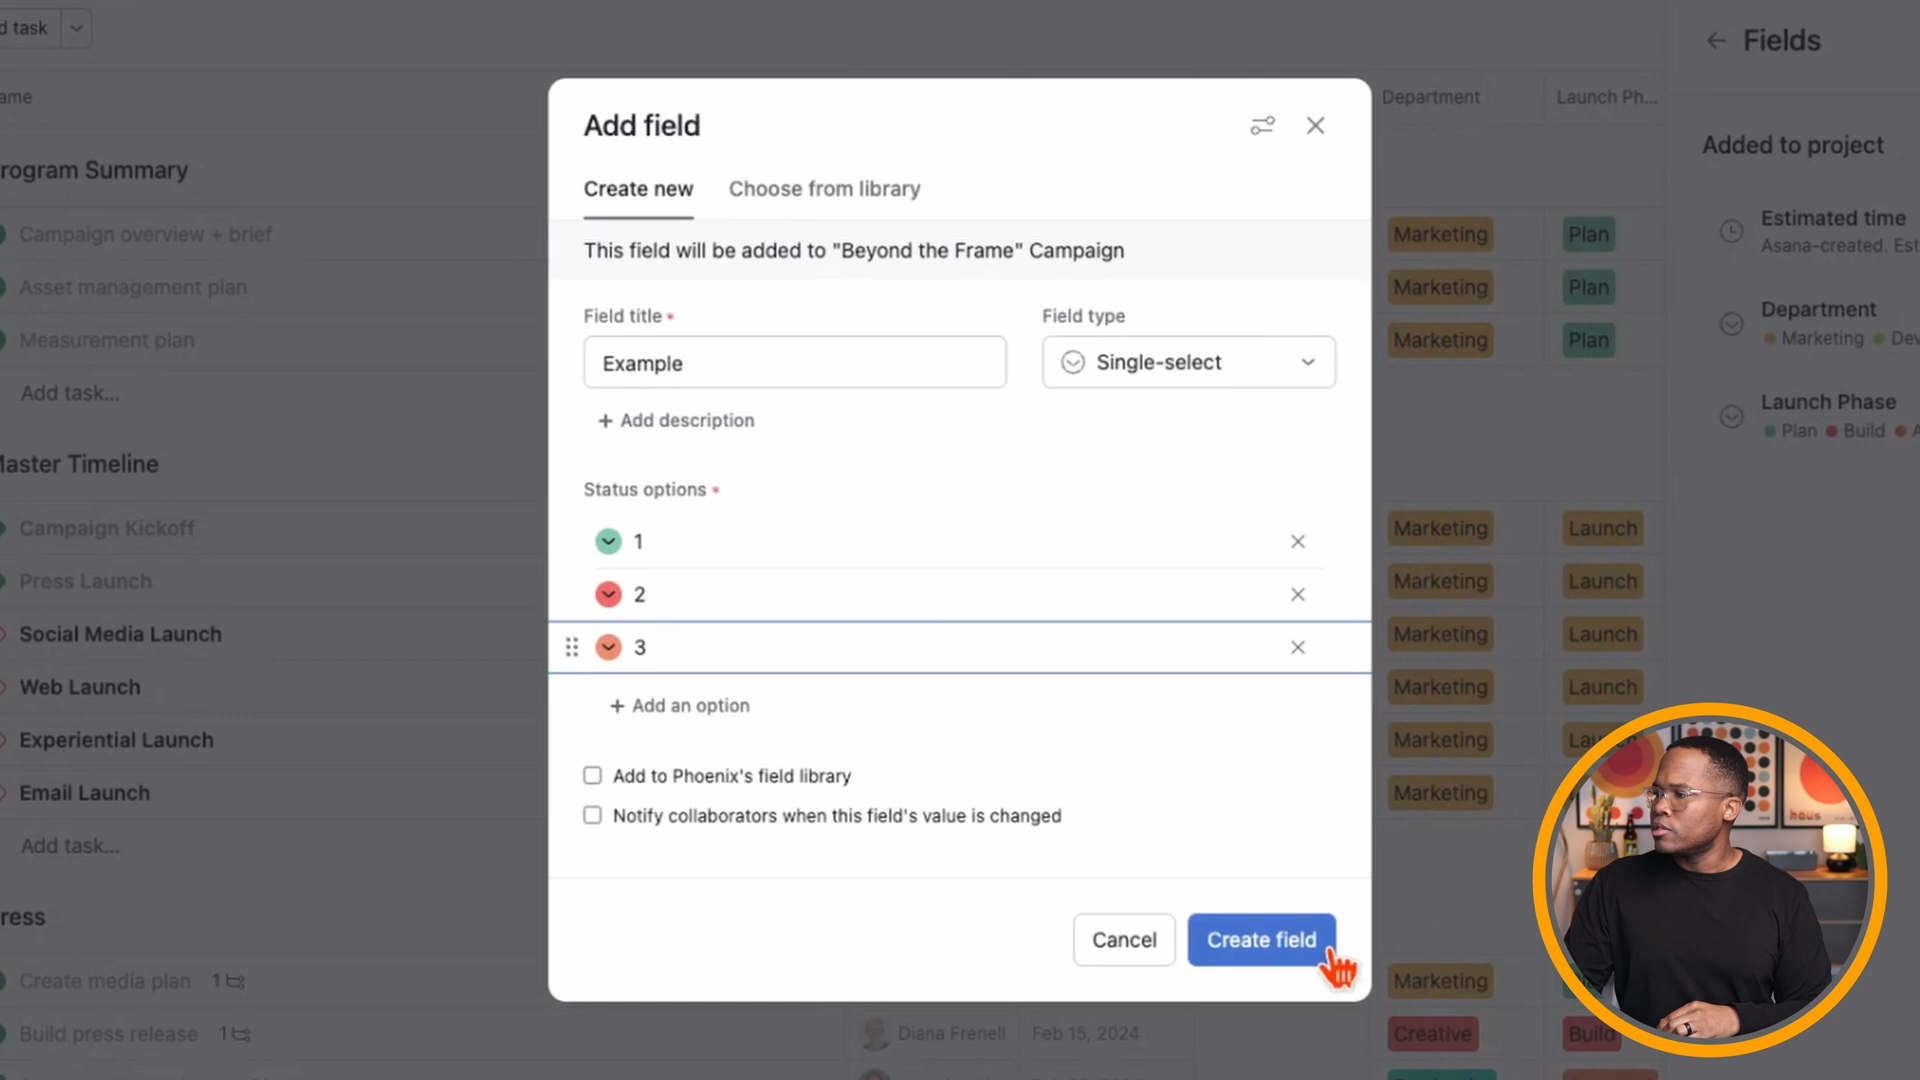 d task
Fields
ame
Department
Launch Ph...
Add field
Create new
Choose from library
This field will be added to "Beyond the Frame" Campaign
Field title *
Example
Field type
Single-select
+ Add description
Status options *
1
2
3
+ Add an option
Add to Phoenix's field library
Notify collaborators when this field's value is changed
Cancel
Create field
rogram Summary
Campaign overview + brief
Marketing
Plan
Asset management plan
Marketing
Plan
Measurement plan
Marketing
Plan
Add task...
Master Timeline
Campaign Kickoff
Marketing
Launch
Press Launch
Marketing
Launch
Social Media Launch
Marketing
Launch
Web Launch
Marketing
Launch
Experiential Launch
Marketing
Email Launch
Marketing
Add task...
ress
Create media plan 1
Marketing
Build press release 1
Diana Frenell
Feb 15, 2024
Creative
Build
Added to project
Estimated time
Asana-created. Est
Department
Marketing
Dev
Launch Phase
Plan
Build
A
haus